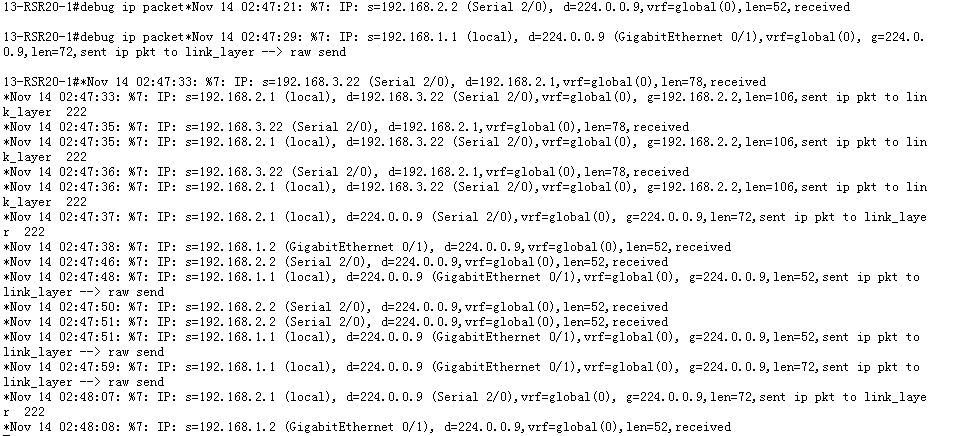 13-RSR20-1#debug ip packet*Nov 14 02:47:21: %7: IP: s=192.168.2.2 (Serial 2/0), d=224.0.0.9,vrf=global(0),len=52,received
13-RSR20-1#debug ip packet*Nov 14 02:47:29: %7: IP: s=192.168.1.1 (local), d=224.0.0.9 (GigabitEthernet 0/1),vrf=global(0), g=224.0.
0.9,len=72,sent ip pkt to link_layer --> raw send
13-RSR20-1#*Nov 14 02:47:33: %7: IP: s=192.168.3.22 (Serial 2/0), d=192.168.2.1,vrf=global(0),len=78,received
*Nov 14 02:47:33: %7: IP: s=192.168.2.1 (local), d=192.168.3.22 (Serial 2/0),vrf=global(0), g=192.168.2.2,len=106,sent ip pkt to lin
k_layer  222
*Nov 14 02:47:35: %7: IP: s=192.168.3.22 (Serial 2/0), d=192.168.2.1,vrf=global(0),len=78,received
*Nov 14 02:47:35: %7: IP: s=192.168.2.1 (local), d=192.168.3.22 (Serial 2/0),vrf=global(0), g=192.168.2.2,len=106,sent ip pkt to lin
k_layer  222
*Nov 14 02:47:36: %7: IP: s=192.168.3.22 (Serial 2/0), d=192.168.2.1,vrf=global(0),len=78,received
*Nov 14 02:47:36: %7: IP: s=192.168.2.1 (local), d=192.168.3.22 (Serial 2/0),vrf=global(0), g=192.168.2.2,len=106,sent ip pkt to lin
k_layer  222
*Nov 14 02:47:37: %7: IP: s=192.168.2.1 (local), d=224.0.0.9 (Serial 2/0),vrf=global(0), g=224.0.0.9,len=72,sent ip pkt to link_laye
r  222
*Nov 14 02:47:38: %7: IP: s=192.168.1.2 (GigabitEthernet 0/1), d=224.0.0.9,vrf=global(0),len=52,received
*Nov 14 02:47:46: %7: IP: s=192.168.2.2 (Serial 2/0), d=224.0.0.9,vrf=global(0),len=52,received
*Nov 14 02:47:48: %7: IP: s=192.168.1.1 (local), d=224.0.0.9 (GigabitEthernet 0/1),vrf=global(0), g=224.0.0.9,len=52,sent ip pkt to
link_layer --> raw send
*Nov 14 02:47:50: %7: IP: s=192.168.2.2 (Serial 2/0), d=224.0.0.9,vrf=global(0),len=52,received
*Nov 14 02:47:51: %7: IP: s=192.168.2.2 (Serial 2/0), d=224.0.0.9,vrf=global(0),len=52,received
*Nov 14 02:47:51: %7: IP: s=192.168.1.1 (local), d=224.0.0.9 (GigabitEthernet 0/1),vrf=global(0), g=224.0.0.9,len=52,sent ip pkt to
link_layer --> raw send
*Nov 14 02:47:59: %7: IP: s=192.168.1.1 (local), d=224.0.0.9 (GigabitEthernet 0/1),vrf=global(0), g=224.0.0.9,len=72,sent ip pkt to
link_layer --> raw send
*Nov 14 02:48:07: %7: IP: s=192.168.2.1 (local), d=224.0.0.9 (Serial 2/0),vrf=global(0), g=224.0.0.9,len=72,sent ip pkt to link_laye
r  222
*Nov 14 02:48:08: %7: IP: s=192.168.1.2 (GigabitEthernet 0/1), d=224.0.0.9,vrf=global(0),len=52,received